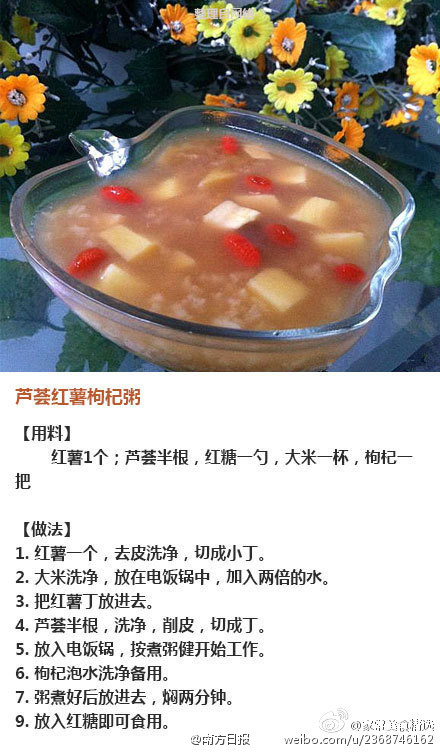 芦荟红薯枸杞粥
【用料】
红薯1个；芦荟半根，红糖一勺，大米一杯，枸杞一
把
【做法】
1. 红薯一个，去皮洗净，切成小丁。
2. 大米洗净，放在电饭锅中，加入两倍的水。
3. 把红薯丁放进去。
4. 芦荟半根，洗净，削皮，切成丁。
5. 放入电饭锅，按煮粥健开始工作。
6. 枸杞泡水洗净备用。
7. 粥煮好后放进去，焖两分钟。
9. 放入红糖即可食用。
@南方日报
weibo.com/u/2368746162